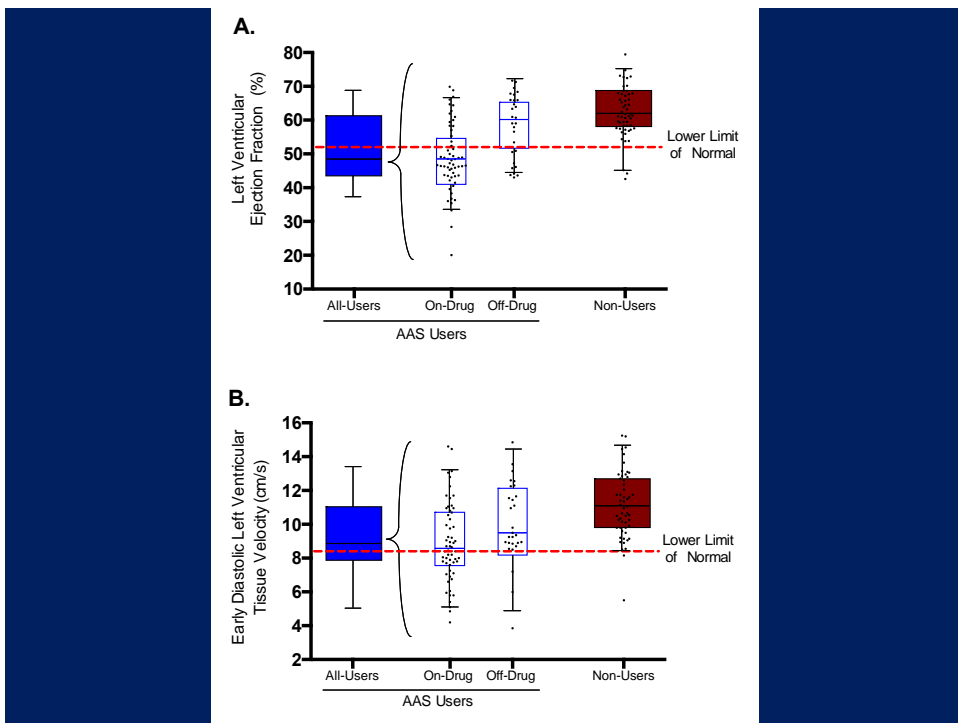 A.
Left Ventricular
Ejection Fraction (%)
80
70
60
50
40
30
20
10
Lower Limit
of Normal
All-Users
On-Drug
Off-Drug
Non-Users
AAS Users
B.
Early Diastolic Left Ventricular
Tissue Velocity (cm/s)
16
14
12
10
8
6
4
2
Lower Limit
of Normal
All-Users
On-Drug
Off-Drug
Non-Users
AAS Users